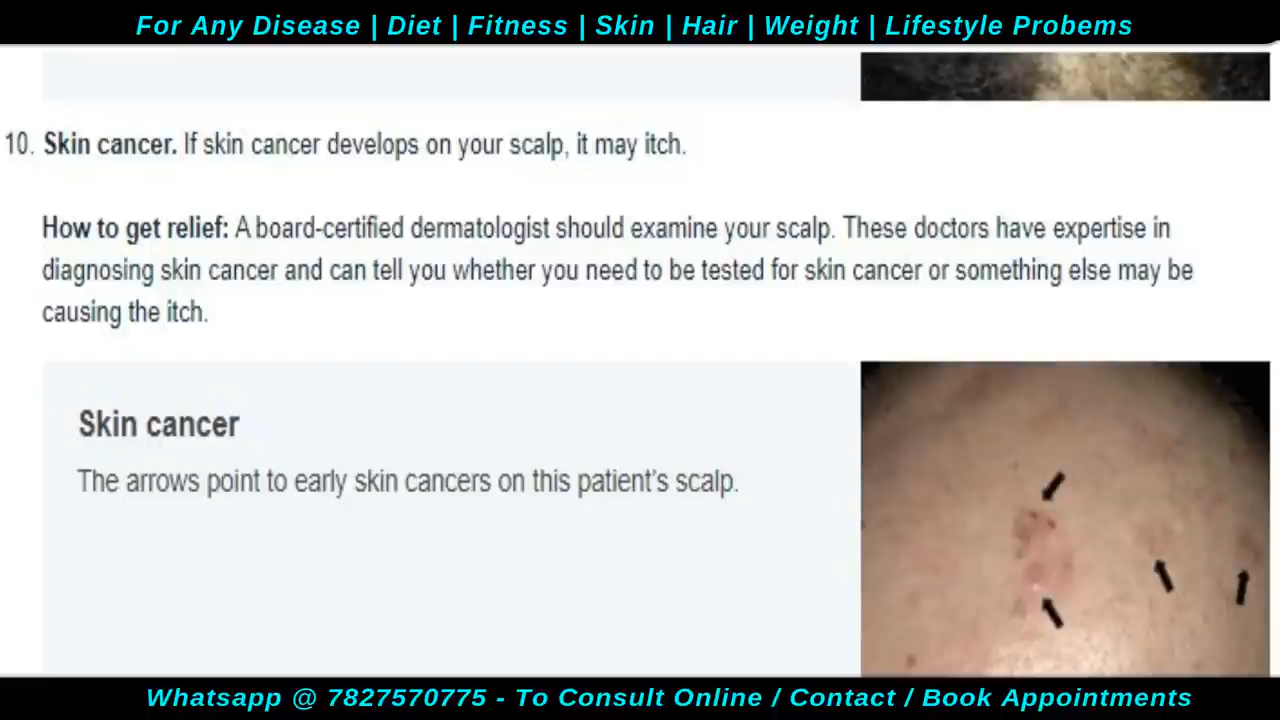 For Any Disease | Diet | Fitness | Skin | Hair | Weight | Lifestyle Probems
10. Skin cancer. If skin cancer develops on your scalp, it may itch.
How to get relief: A board-certified dermatologist should examine your scalp. These doctors have expertise in
diagnosing skin cancer and can tell you whether you need to be tested for skin cancer or something else may be
causing the itch.
Skin cancer
The arrows point to early skin cancers on this patient's scalp.
Whatsapp @ 7827570775 - To Consult Online / Contact / Book Appointments